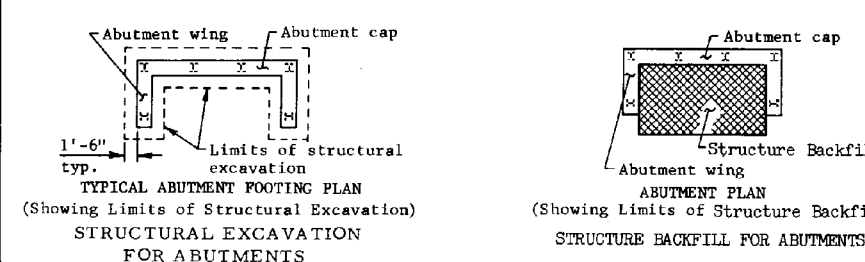 Abutment wing
Abutment cap
1'-6"
typ.
Limits of structural
excavation
TYPICAL ABUTMENT FOOTING PLAN
(Showing Limits of Structural Excavation)
STRUCTURAL EXCAVATION
FOR ABUTMENTS
Abutment cap
Structure Backfil
Abutment wing
ABUTMENT PLAN
(Showing Limits of Structure Backfi
STRUCTURE BACKFILL FOR ABUTMENTS